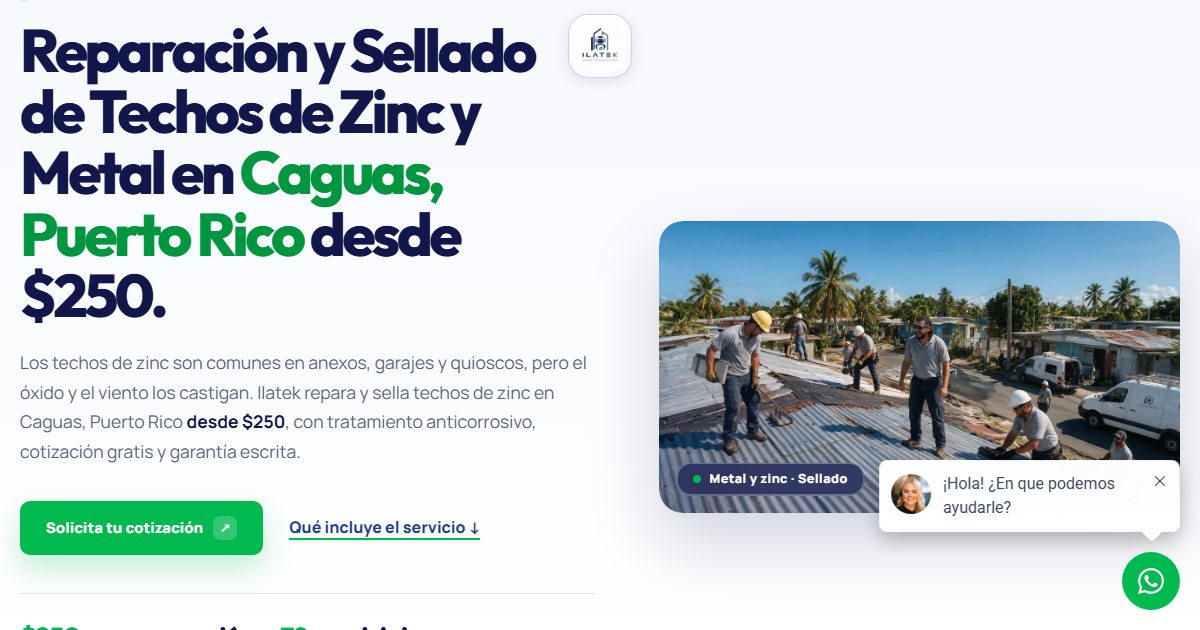 Reparación y Sellado
de Techos de Zinc y
Metal en Caguas,
Puerto Rico desde
$250.
ILATEK
Los techos de zinc son comunes en anexos, garajes y quioscos, pero el
óxido y el viento los castigan. Ilatek repara y sella techos de zinc en
Caguas, Puerto Rico desde $250, con tratamiento anticorrosivo,
cotización gratis y garantía escrita.
Solicita tu cotización ↗
Qué incluye el servicio ↓
Metal y zinc · Sellado
¡Hola! ¿En que podemos
ayudarle?